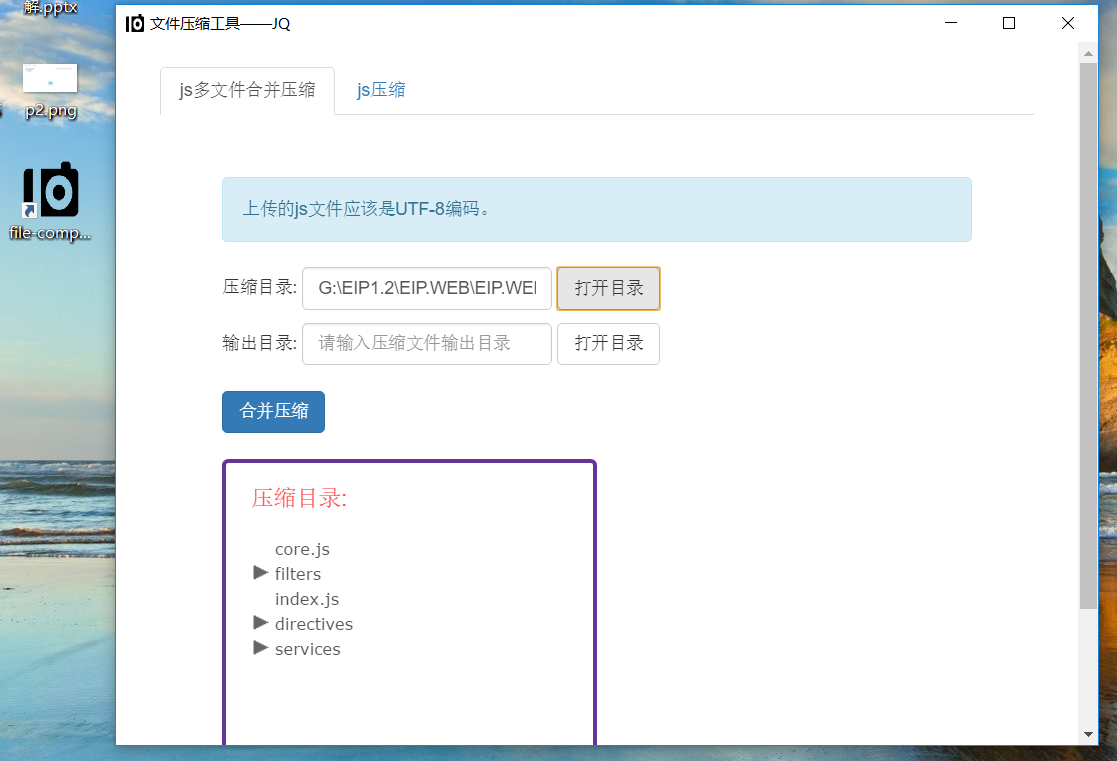 解.pptx
文件压缩工具——JQ
p2.png
file-comp...
js多文件合并压缩 js压缩
上传的js文件应该是UTF-8编码。
压缩目录: G:\EIP1.2\EIP.WEB\EIP.WE 打开目录
输出目录: 请输入压缩文件输出目录 打开目录
合并压缩
压缩目录:
core.js
filters
index.js
directives
services